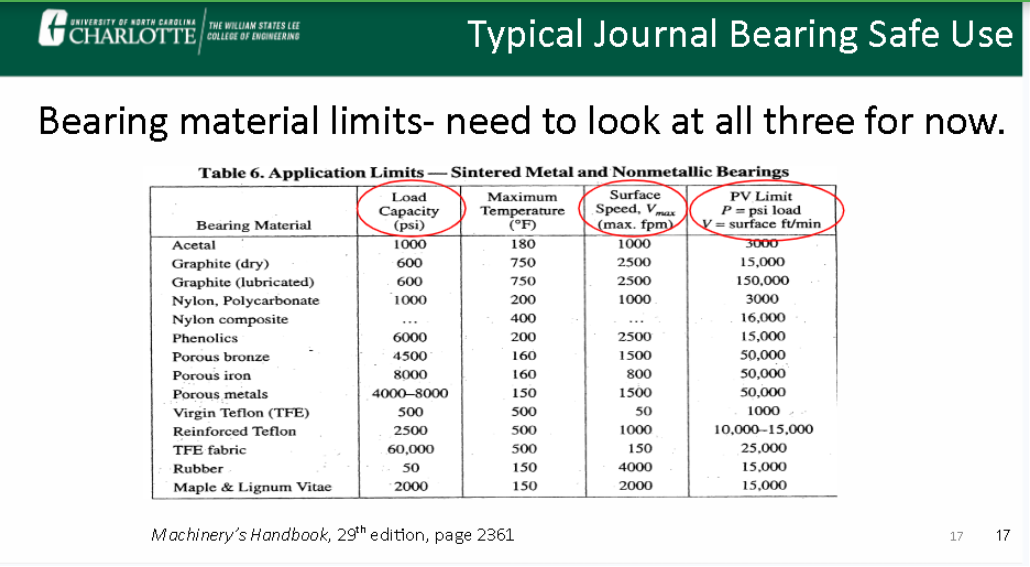 UNIVERSITY OF NORTH CAROLINA
CHARLOTTE
THE WILLIAM STATES LEE
COLLEGE OF ENGINEERING
Typical Journal Bearing Safe Use
Bearing material limits- need to look at all three for now.
Table 6. Application Limits — Sintered Metal and Nonmetallic Bearings
Bearing Material
Load
Capacity
(psi)
Maximum
Temperature
(°F)
Surface
Speed, Vmax
(max. fpm)
PV Limit
P = psi load
V = surface ft/min
Acetal 1000 180 1000 3000
Graphite (dry) 600 750 2500 15,000
Graphite (lubricated) 600 750 2500 150,000
Nylon, Polycarbonate 1000 200 1000 3000
Nylon composite ... 400 ... 16,000
Phenolics 6000 200 2500 15,000
Porous bronze 4500 160 1500 50,000
Porous iron 8000 160 800 50,000
Porous metals 4000–8000 150 1500 50,000
Virgin Teflon (TFE) 500 500 50 1000
Reinforced Teflon 2500 500 1000 10,000–15,000
TFE fabric 60,000 500 150 25,000
Rubber 50 150 4000 15,000
Maple & Lignum Vitae 2000 150 2000 15,000
Machinery's Handbook, 29th edition, page 2361
17 17